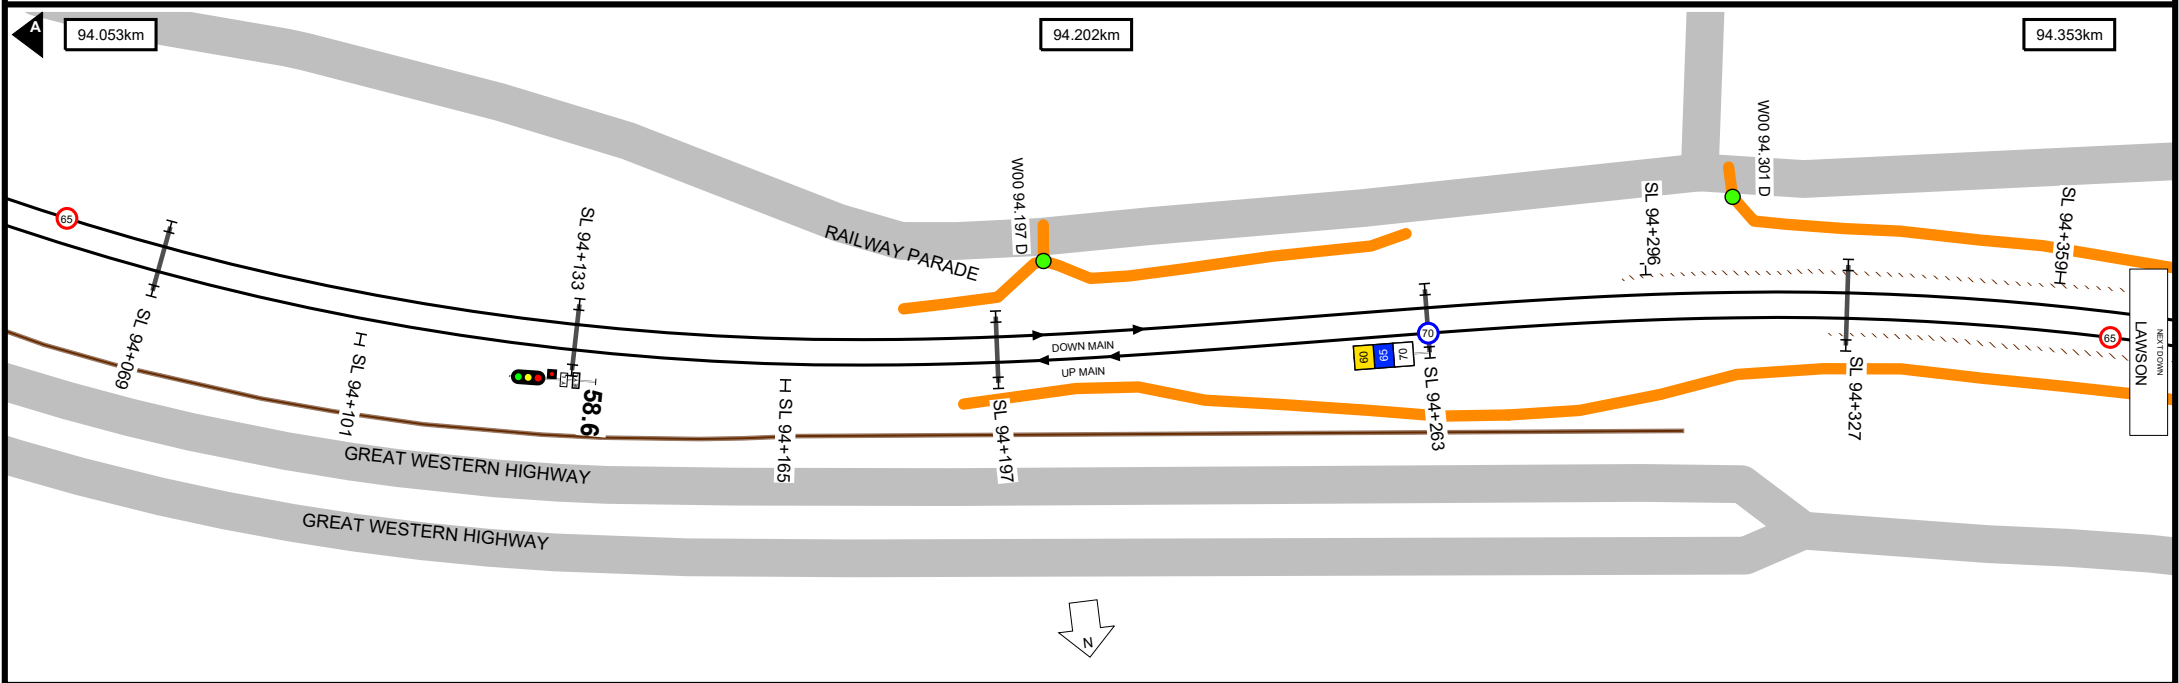 A
94.053km
94.202km
94.353km
W00 94.197 D
W00 94.301 D
65
SL 94+133
RAILWAY PARADE
SL 94+296
SL 94+359
SL 94+069
SL 94+101
58.6
SL 94+165
DOWN MAIN
UP MAIN
SL 94+197
60
65
70
70
SL 94+263
SL 94+327
65
LAWSON
NEXT DOWN
GREAT WESTERN HIGHWAY
GREAT WESTERN HIGHWAY
N